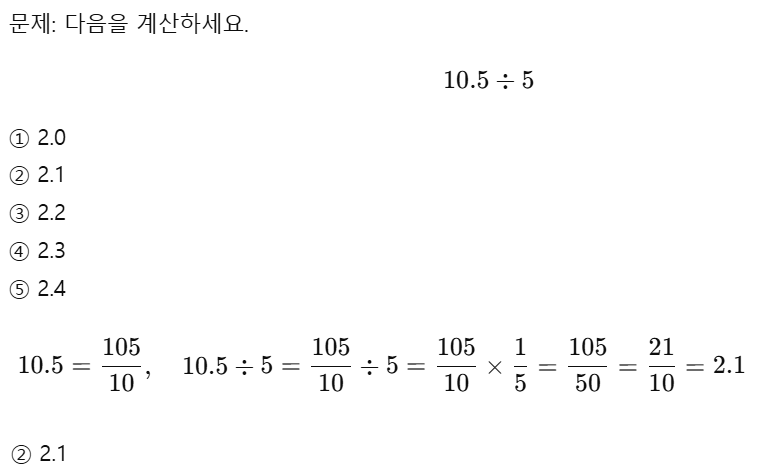 문제: 다음을 계산하세요.
10.5 ÷ 5
① 2.0
② 2.1
③ 2.2
④ 2.3
⑤ 2.4
10.5 = 105/10, 10.5 ÷ 5 = 105/10 ÷ 5 = 105/10 × 1/5 = 105/50 = 21/10 = 2.1
② 2.1